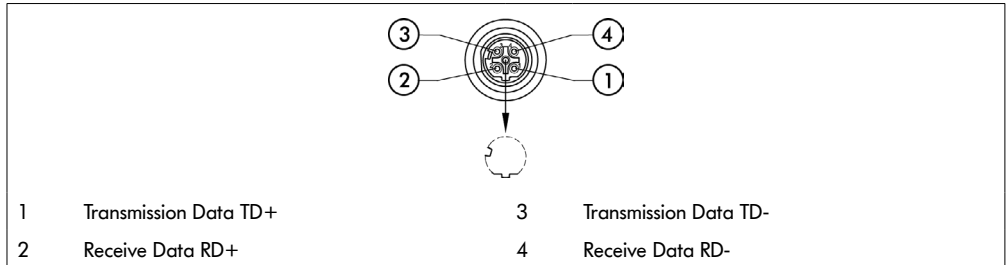 3 4
2 1
1 Transmission Data TD+ 3 Transmission Data TD-
2 Receive Data RD+ 4 Receive Data RD-